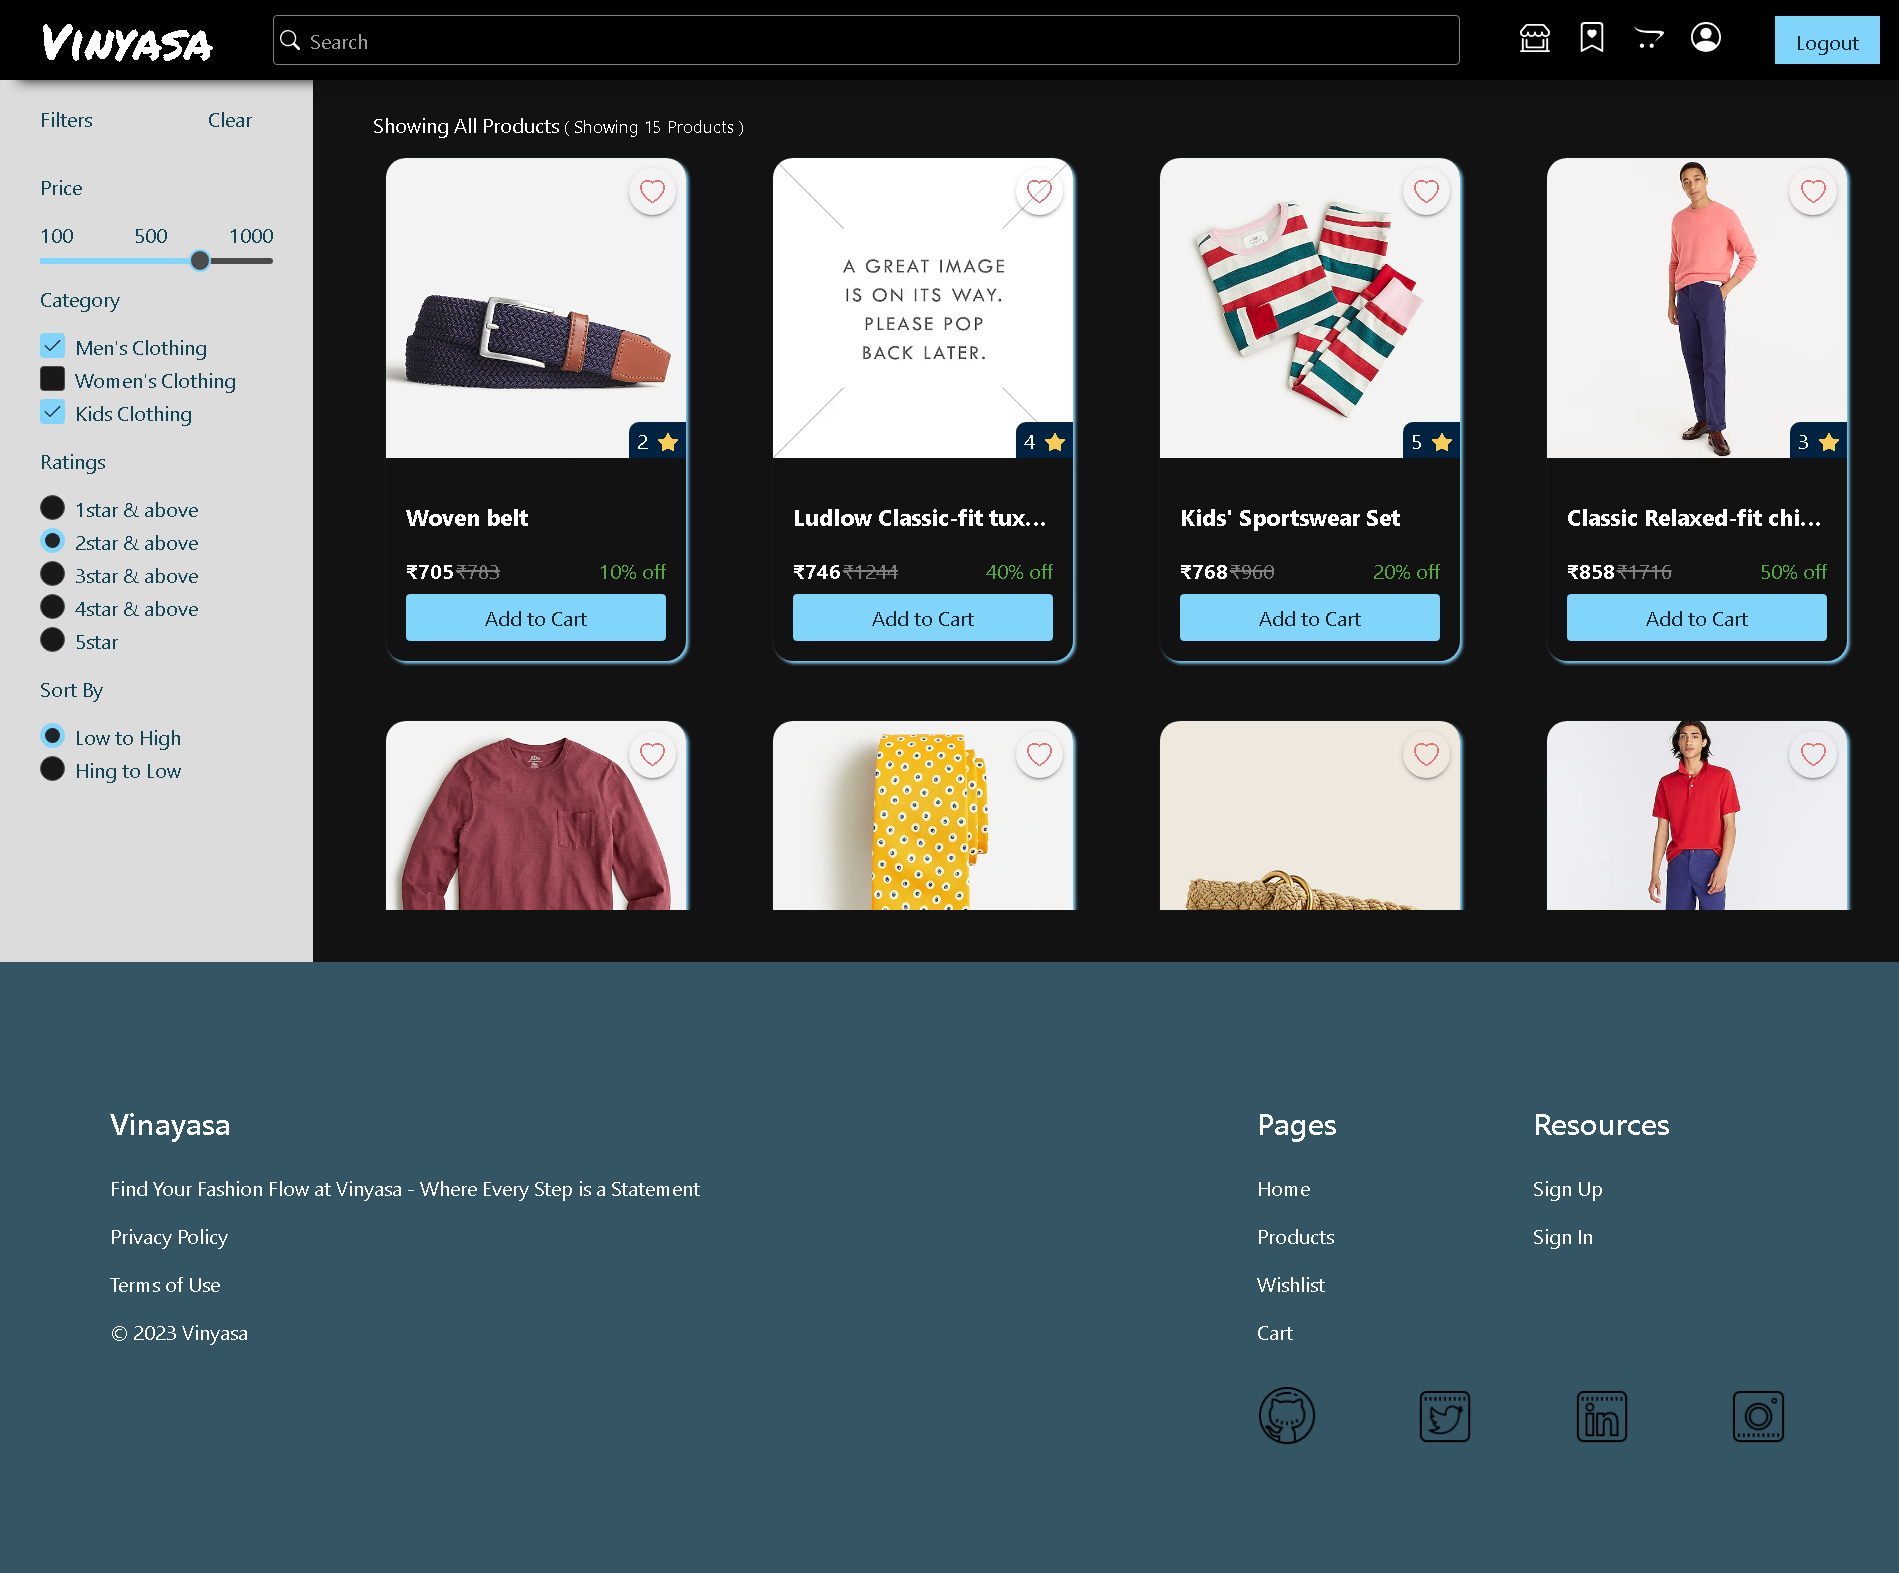 VINYASA
Search
Logout
Filters
Clear
Price
100 500 1000
Category
Men's Clothing
Women's Clothing
Kids Clothing
Ratings
1star & above
2star & above
3star & above
4star & above
5star
Sort By
Low to High
Hing to Low
Showing All Products ( Showing 15 Products )
2
Woven belt
₹705 ₹783 10% off
Add to Cart
A GREAT IMAGE
IS ON ITS WAY.
PLEASE POP
BACK LATER.
4
Ludlow Classic-fit tux...
₹746 ₹1244 40% off
Add to Cart
5
Kids' Sportswear Set
₹768 ₹960 20% off
Add to Cart
3
Classic Relaxed-fit chi...
₹858 ₹1716 50% off
Add to Cart
Vinayasa
Find Your Fashion Flow at Vinyasa - Where Every Step is a Statement
Privacy Policy
Terms of Use
© 2023 Vinyasa
Pages
Home
Products
Wishlist
Cart
Resources
Sign Up
Sign In
in